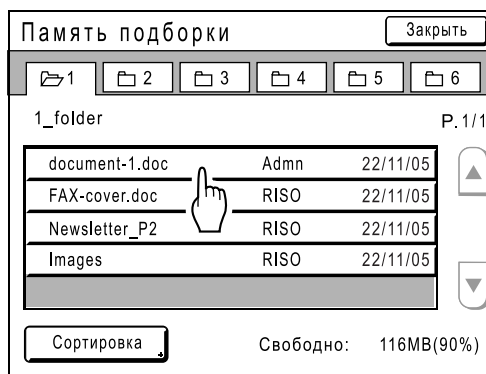 Память подборки Закрыть
1 2 3 4 5 6
1_folder P.1/1
document-1.doc Admn 22/11/05
FAX-cover.doc RISO 22/11/05
Newsletter_P2 RISO 22/11/05
Images RISO 22/11/05
Сортировка Свободно: 116MB(90%)